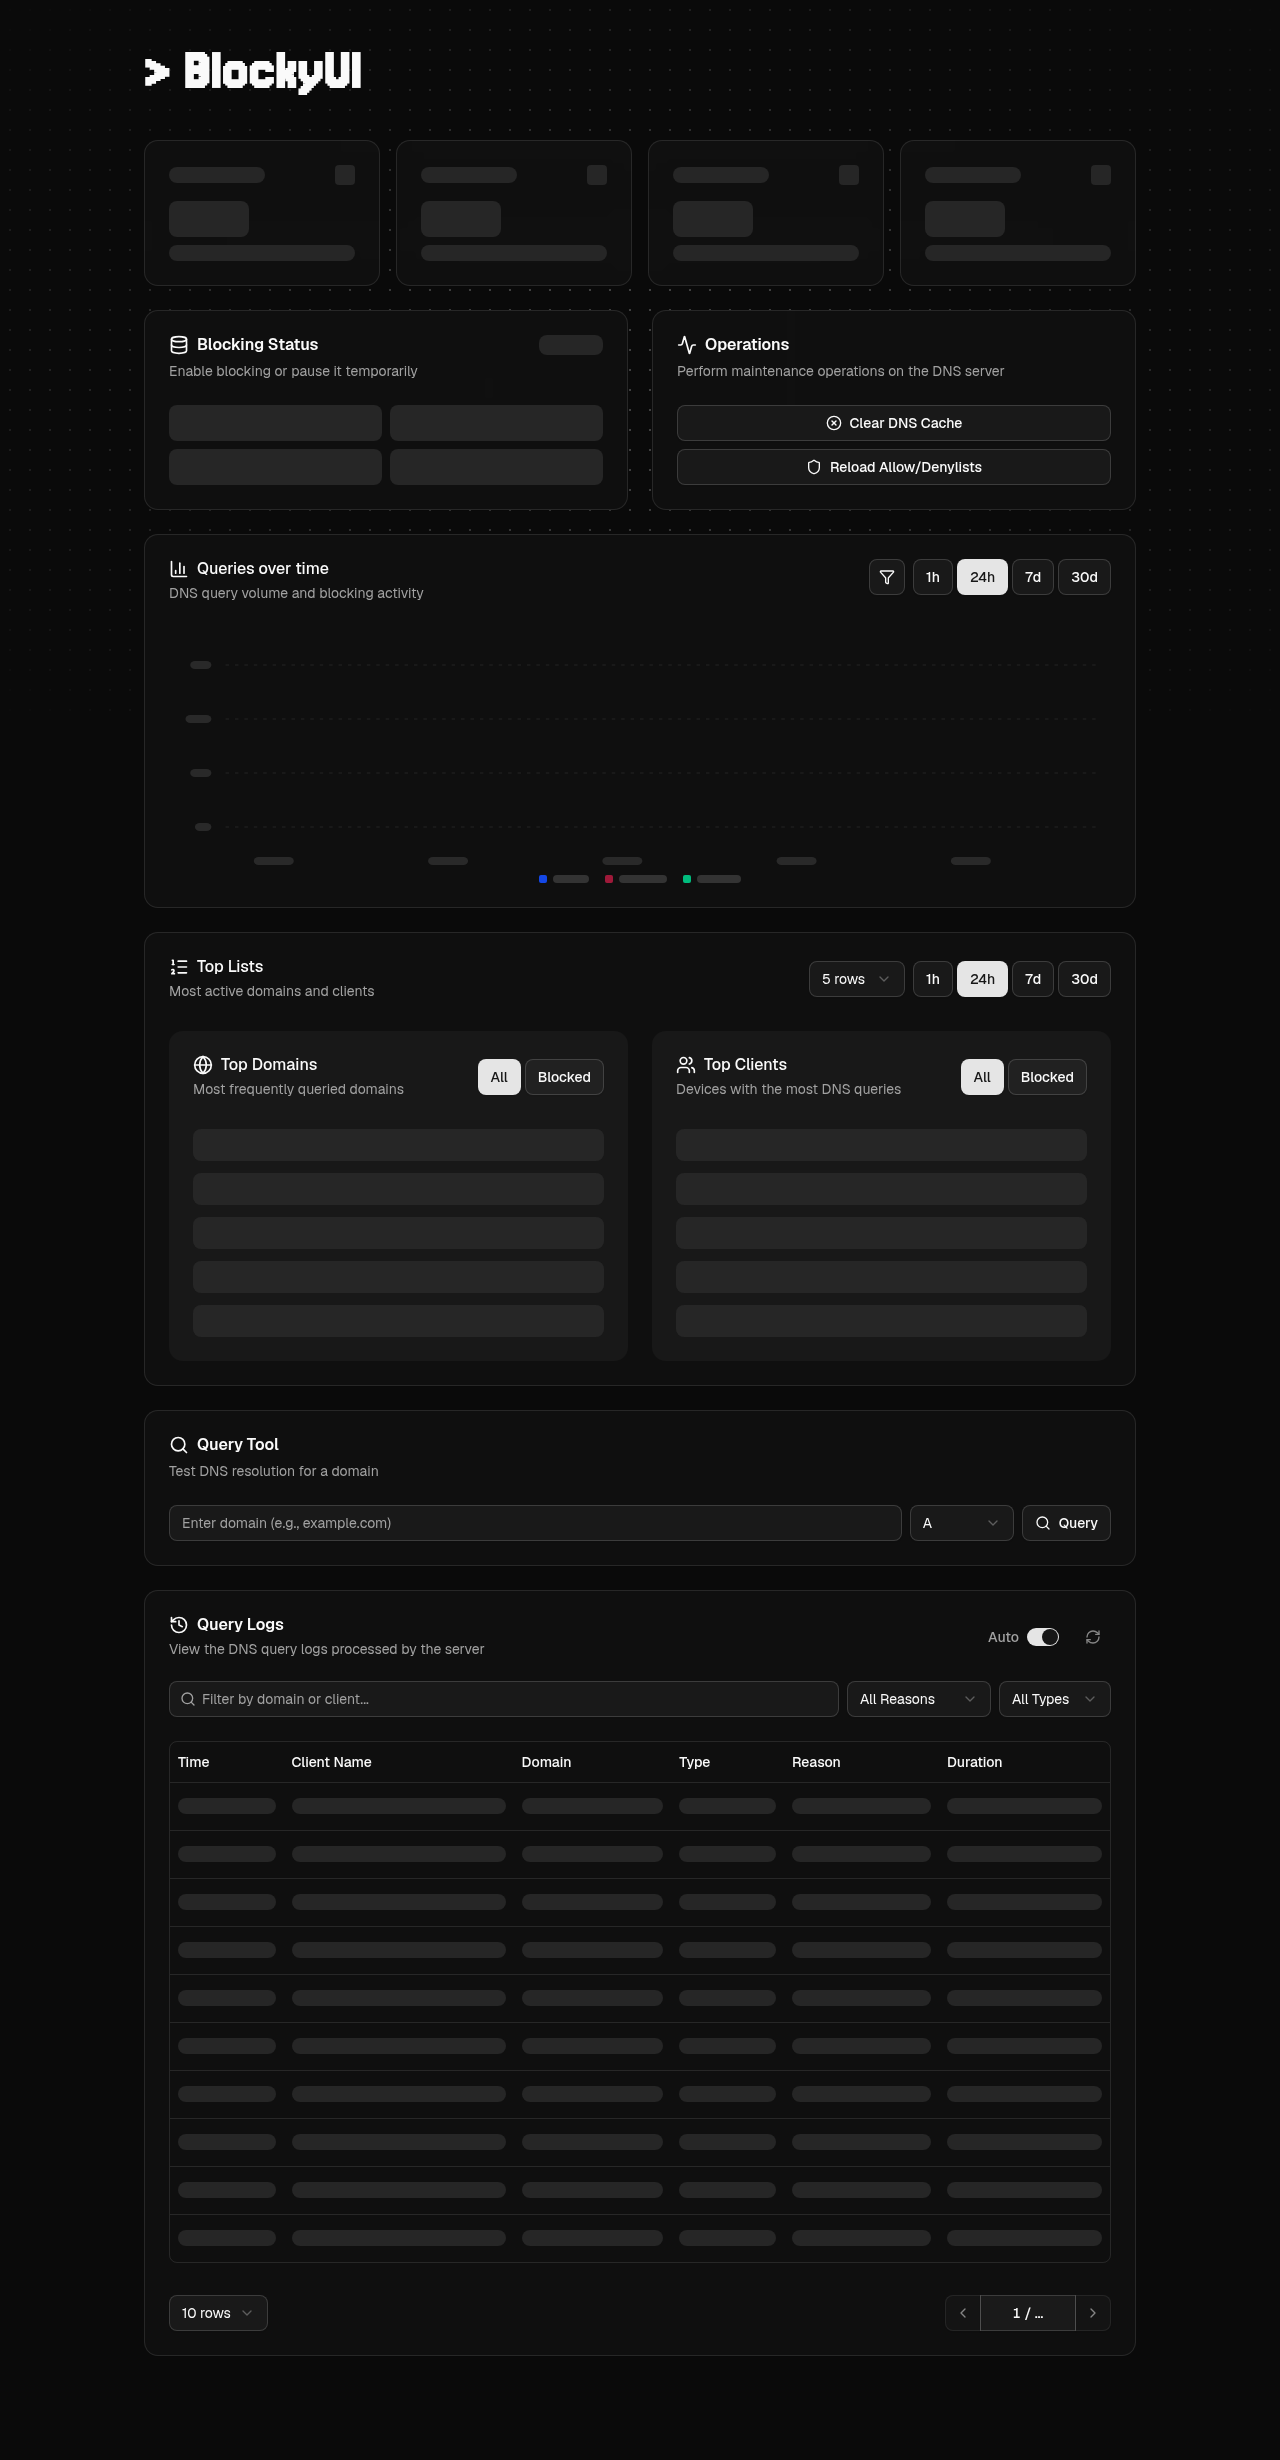 > BlockyUI
Blocking Status
Enable blocking or pause it temporarily
Operations
Perform maintenance operations on the DNS server
Clear DNS Cache
Reload Allow/Denylists
Queries over time
DNS query volume and blocking activity
1h 24h 7d 30d
Top Lists
Most active domains and clients
5 rows 1h 24h 7d 30d
Top Domains
Most frequently queried domains
All Blocked
Top Clients
Devices with the most DNS queries
All Blocked
Query Tool
Test DNS resolution for a domain
Enter domain (e.g., example.com) A Query
Query Logs
View the DNS query logs processed by the server
Auto
Filter by domain or client... All Reasons All Types
Time Client Name Domain Type Reason Duration
10 rows 1 / ...